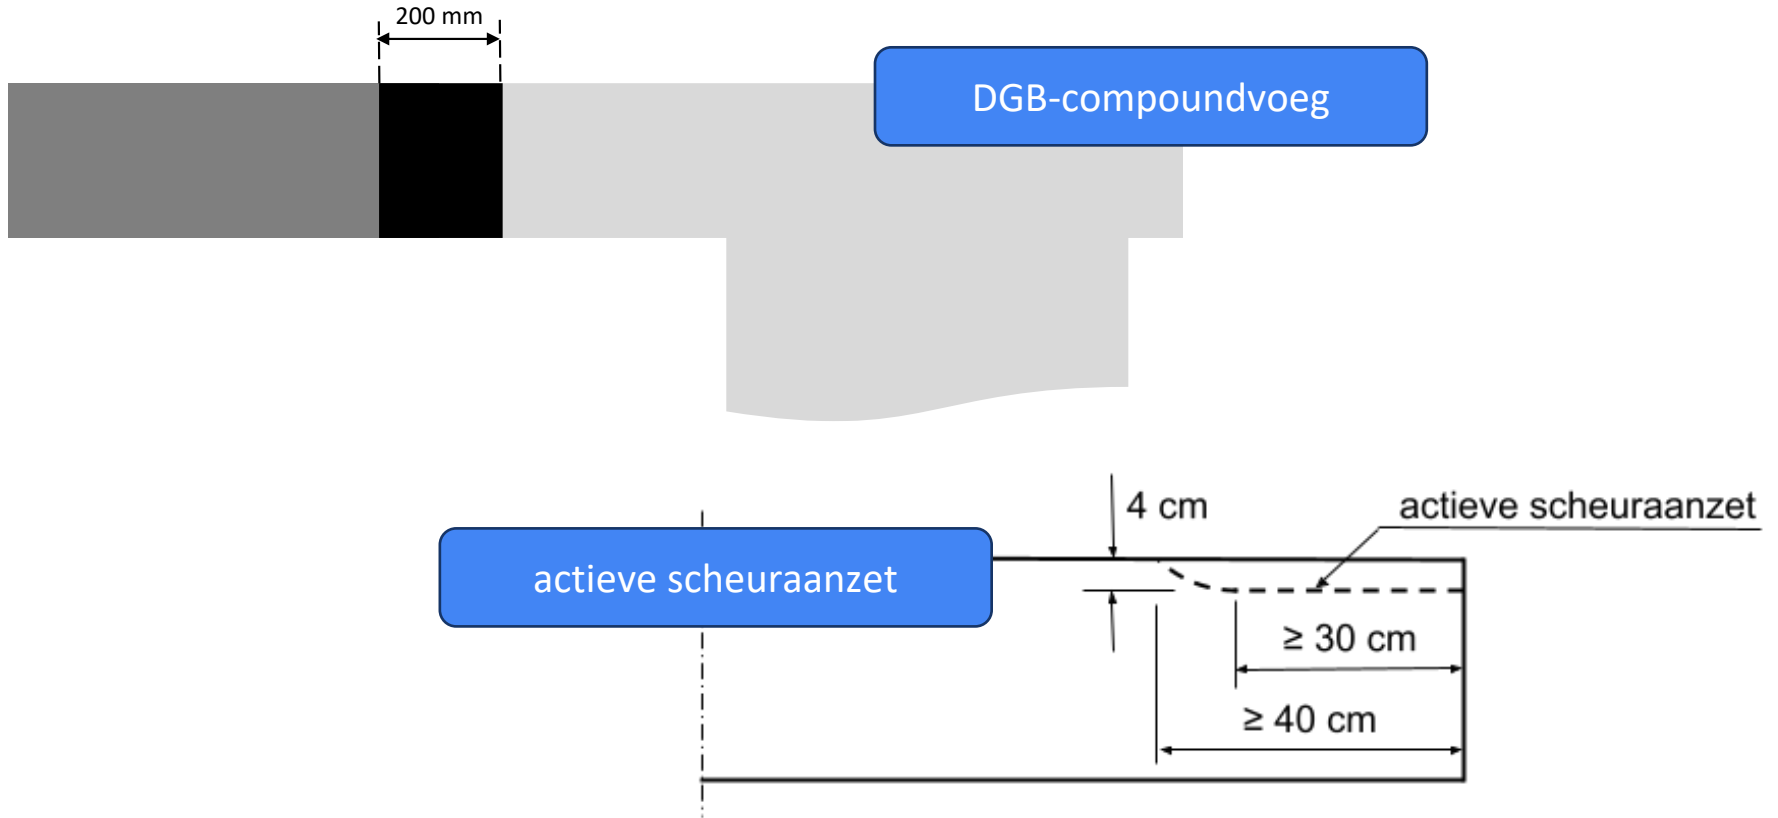 200 mm
DGB-compoundvoeg
4 cm
actieve scheuraanzet
actieve scheuraanzet
≥ 30 cm
≥ 40 cm